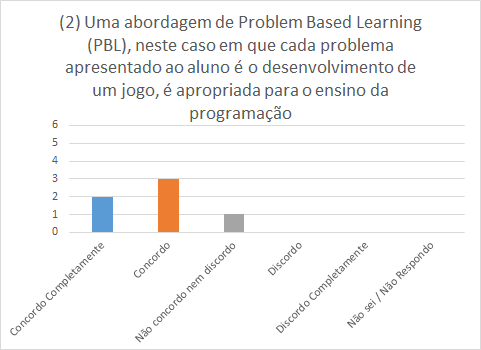 (2) Uma abordagem de Problem Based Learning
(PBL), neste caso em que cada problema
apresentado ao aluno é o desenvolvimento de
um jogo, é apropriada para o ensino da
programação
6
5
4
3
2
1
0
Concordo Completamente
Concordo
Não concordo nem discordo
Discordo
Discordo Completamente
Não sei / Não Respondo